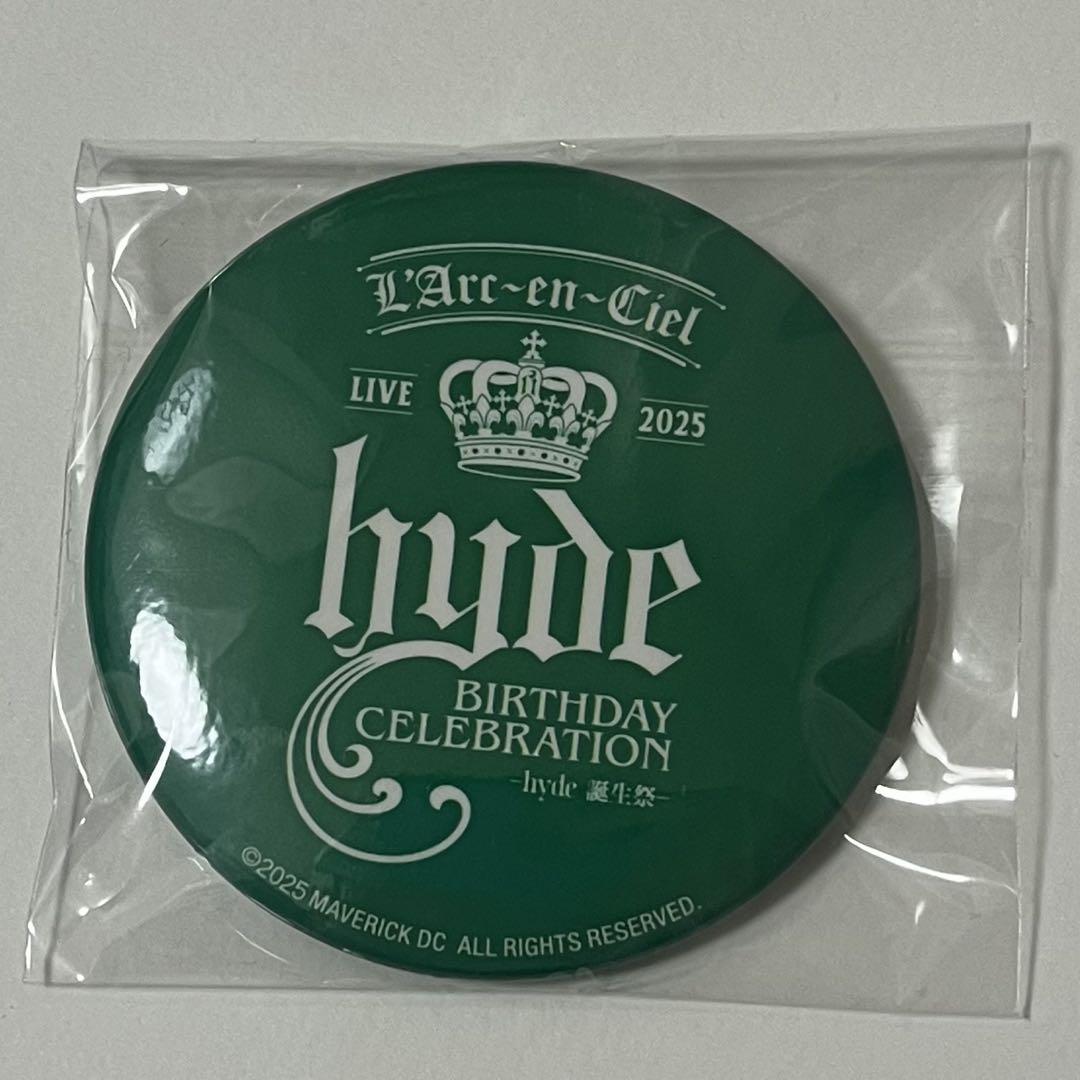 L'Arc~en~Ciel
LIVE 2025
hyde
BIRTHDAY
CELEBRATION
-hyde 誕生祭-
©2025 MAVERICK DC ALL RIGHTS RESERVED.